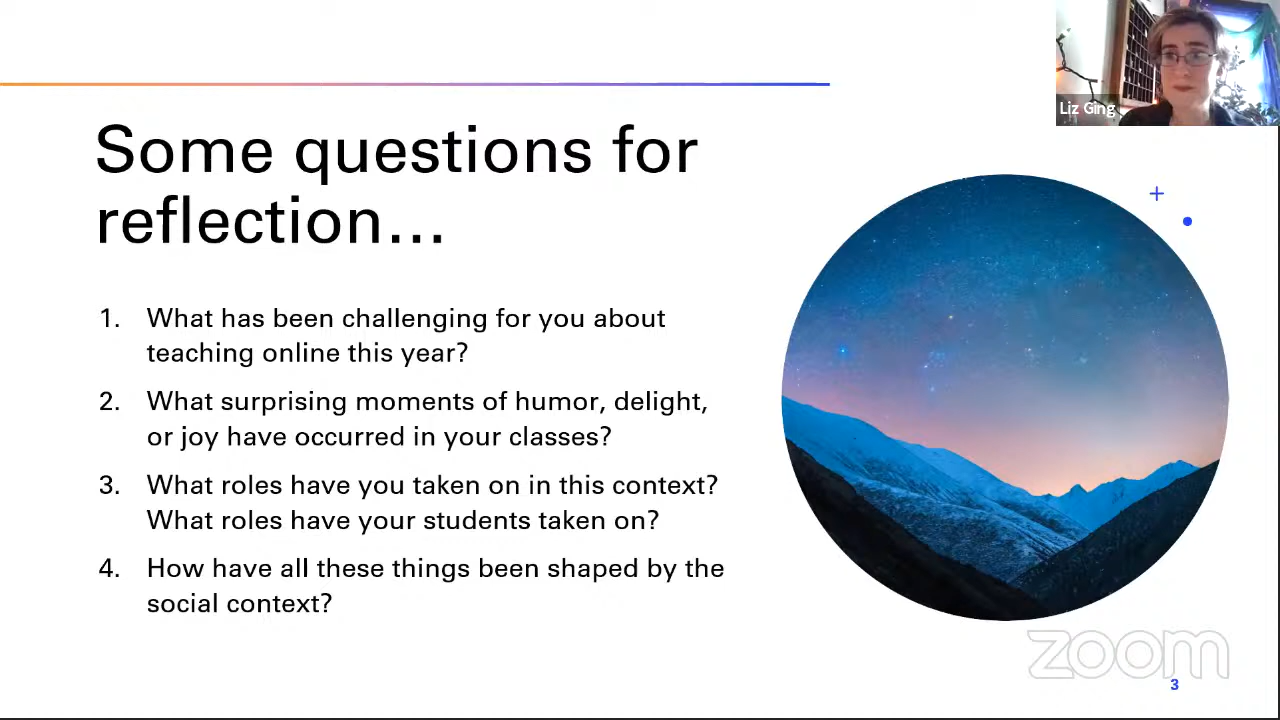 Liz Ging
Some questions for
reflection...
1. What has been challenging for you about
teaching online this year?
2. What surprising moments of humor, delight,
or joy have occurred in your classes?
3. What roles have you taken on in this context?
What roles have your students taken on?
4. How have all these things been shaped by the
social context?
zoom
3